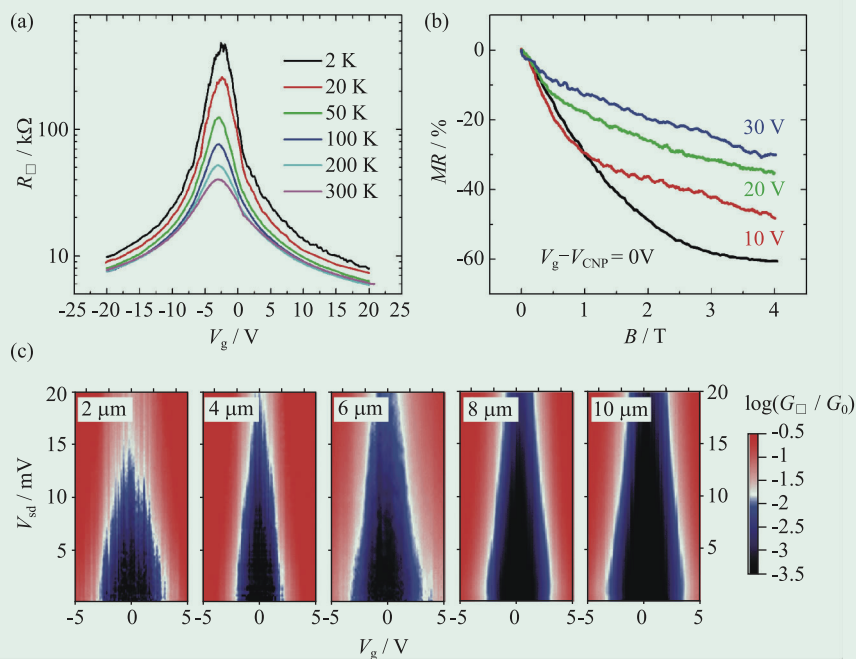 (a)
R□ / kΩ
100
10
2 K
20 K
50 K
100 K
200 K
300 K
-25 -20 -15 -10 -5 0 5 10 15 20 25
Vg / V
(b)
MR / %
0
-20
-40
-60
30 V
20 V
10 V
Vg−VCNP = 0V
0 1 2 3 4
B / T
(c)
Vsd / mV
20
15
10
5
2 μm
4 μm
6 μm
8 μm
10 μm
20
15
10
5
-5 0 5 -5 0 5 -5 0 5 -5 0 5 -5 0 5
Vg / V
log(G□ / G0)
-0.5
-1
-1.5
-2
-2.5
-3
-3.5